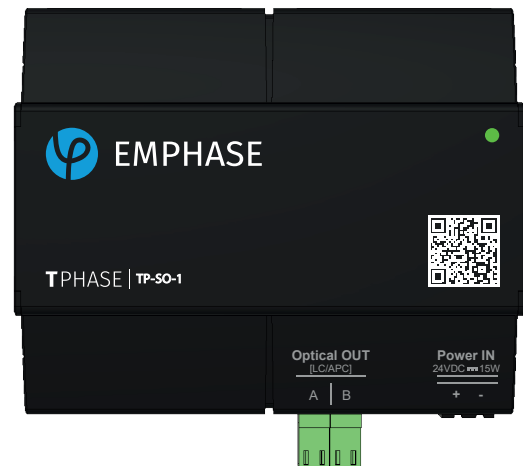 EMPHASE
TPHASE | TP-SO-1
Optical OUT
[LC/APC]
A | B
Power IN
24VDC ⎓ 15W
+ -